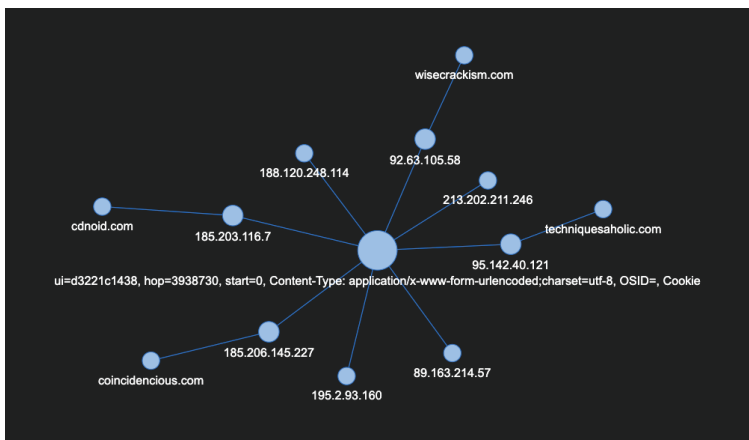 wisecrackism.com
92.63.105.58
188.120.248.114
213.202.211.246
cdnoid.com
185.203.116.7
techniquesaholic.com
95.142.40.121
ui=d3221c1438, hop=3938730, start=0, Content-Type: application/x-www-form-urlencoded;charset=utf-8, OSID=, Cookie
185.206.145.227
89.163.214.57
coincidencious.com
195.2.93.160